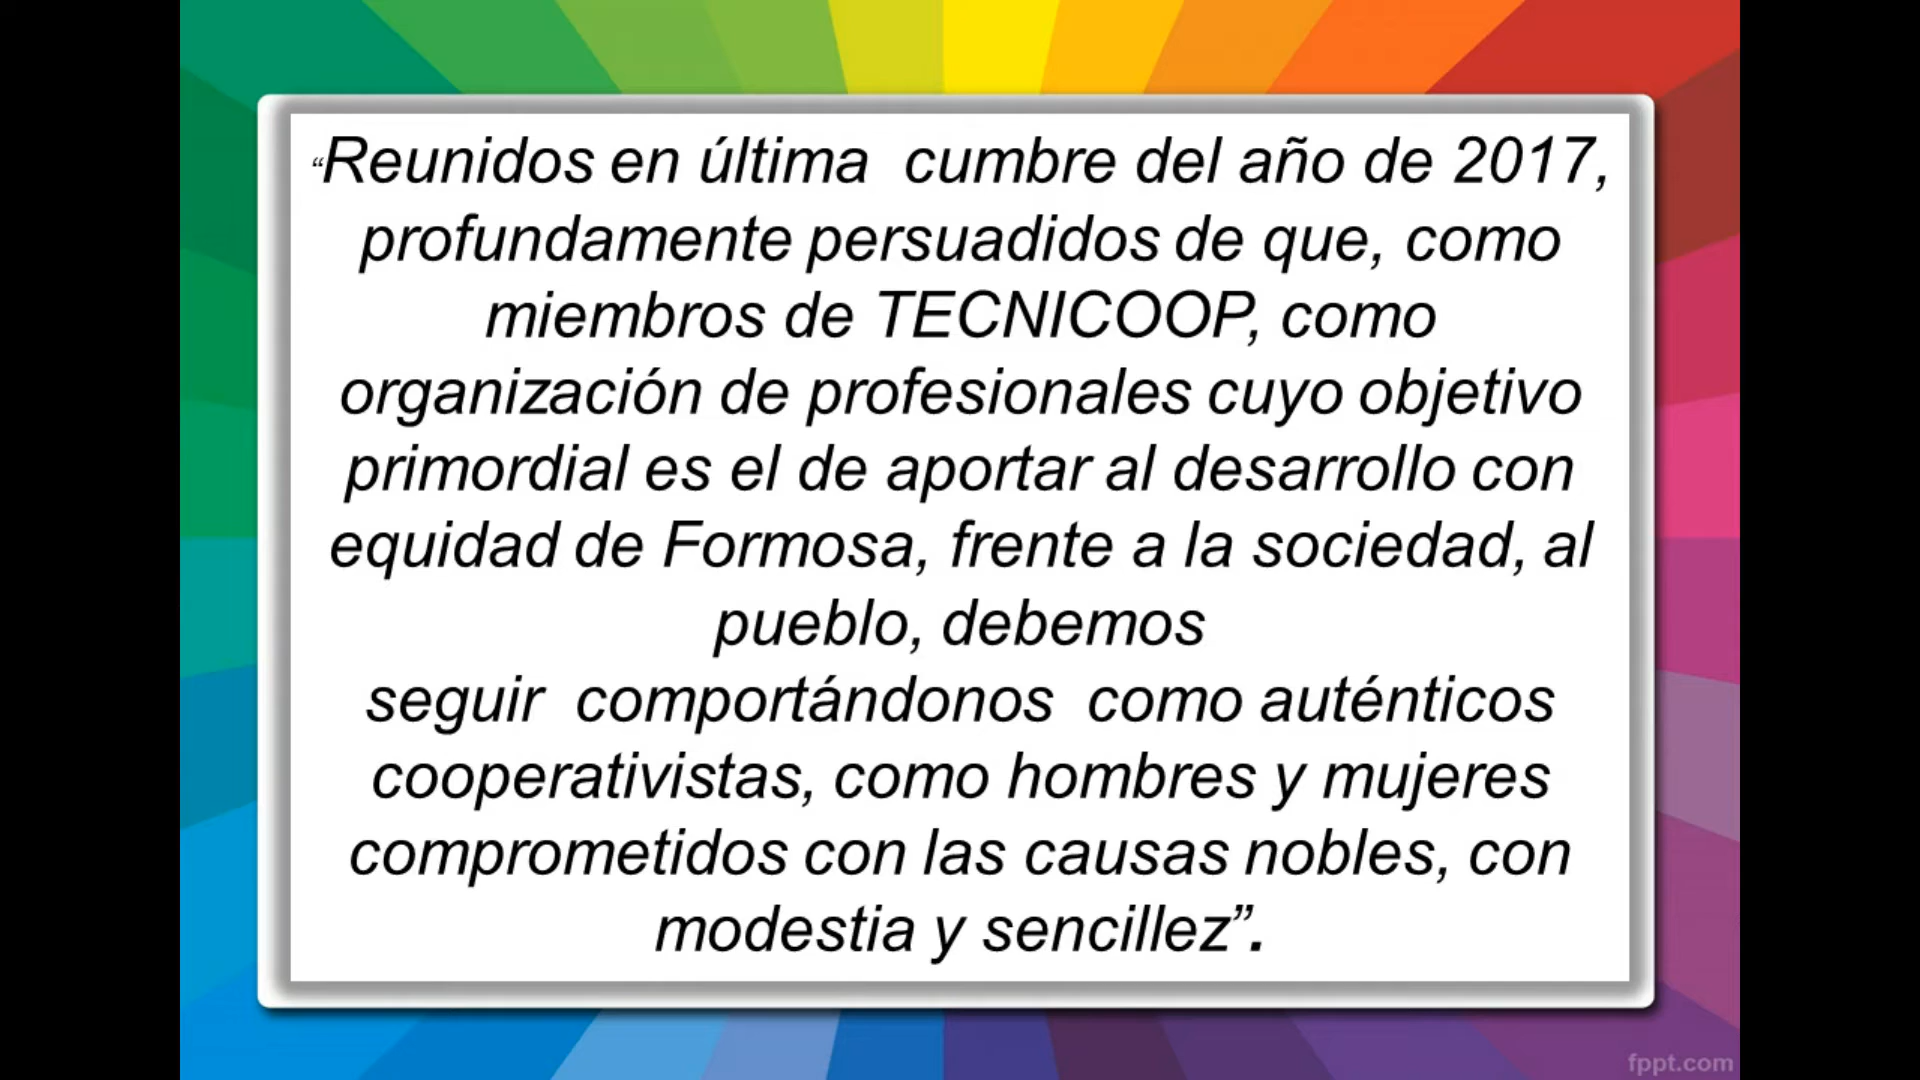 “Reunidos en última  cumbre del año de 2017,
profundamente persuadidos de que, como
miembros de TECNICOOP, como
organización de profesionales cuyo objetivo
primordial es el de aportar al desarrollo con
equidad de Formosa, frente a la sociedad, al
pueblo, debemos
seguir  comportándonos  como auténticos
cooperativistas, como hombres y mujeres
comprometidos con las causas nobles, con
modestia y sencillez”.
fppt.com